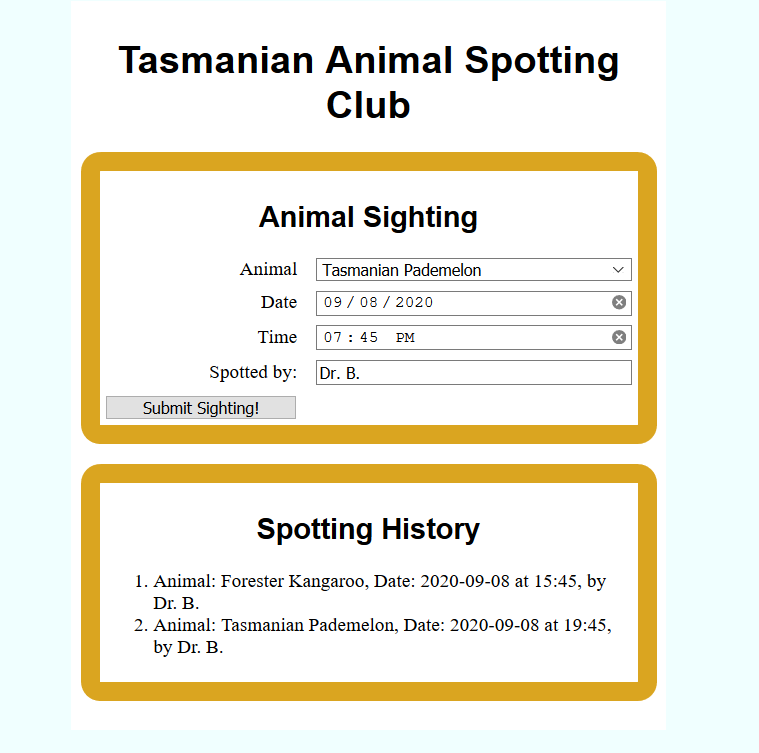 Tasmanian Animal Spotting
Club
Animal Sighting
Animal Tasmanian Pademelon
Date 09/08/2020
Time 07:45 PM
Spotted by: Dr. B.
Submit Sighting!
Spotting History
1. Animal: Forester Kangaroo, Date: 2020-09-08 at 15:45, by
Dr. B.
2. Animal: Tasmanian Pademelon, Date: 2020-09-08 at 19:45,
by Dr. B.